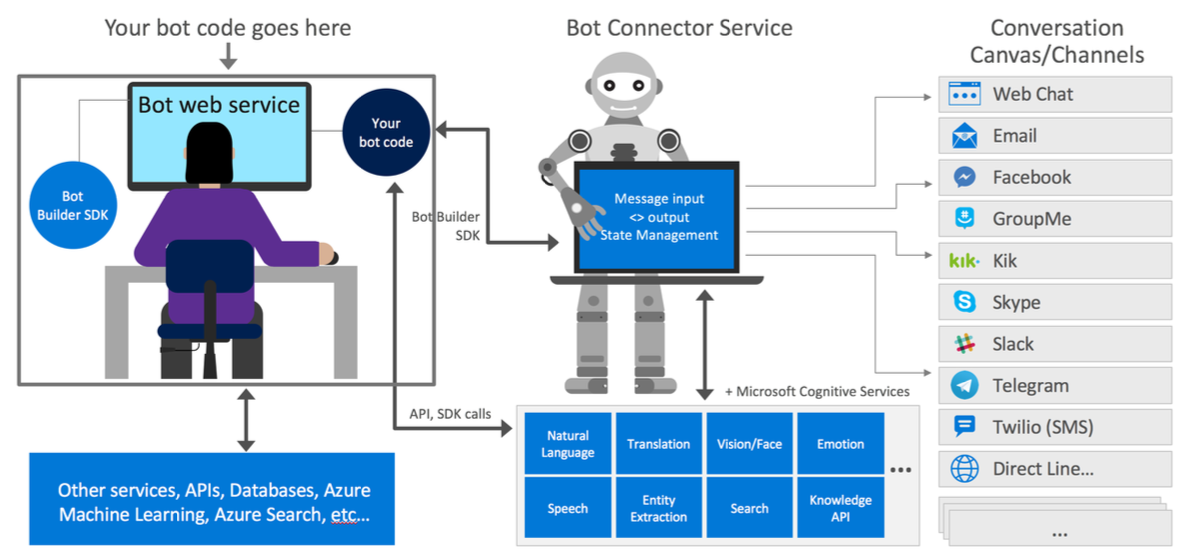 Your bot code goes here
Bot web service
Your
bot code
Bot
Builder SDK
Bot Builder
SDK
API, SDK calls
Other services, APIs, Databases, Azure
Machine Learning, Azure Search, etc...
Bot Connector Service
Message input
<> output
State Management
+ Microsoft Cognitive Services
Natural
Language
Translation
Vision/Face
Emotion
Speech
Entity
Extraction
Search
Knowledge
API
...
Conversation
Canvas/Channels
Web Chat
Email
Facebook
GroupMe
kik.
Kik
Skype
Slack
Telegram
Twilio (SMS)
Direct Line...
...